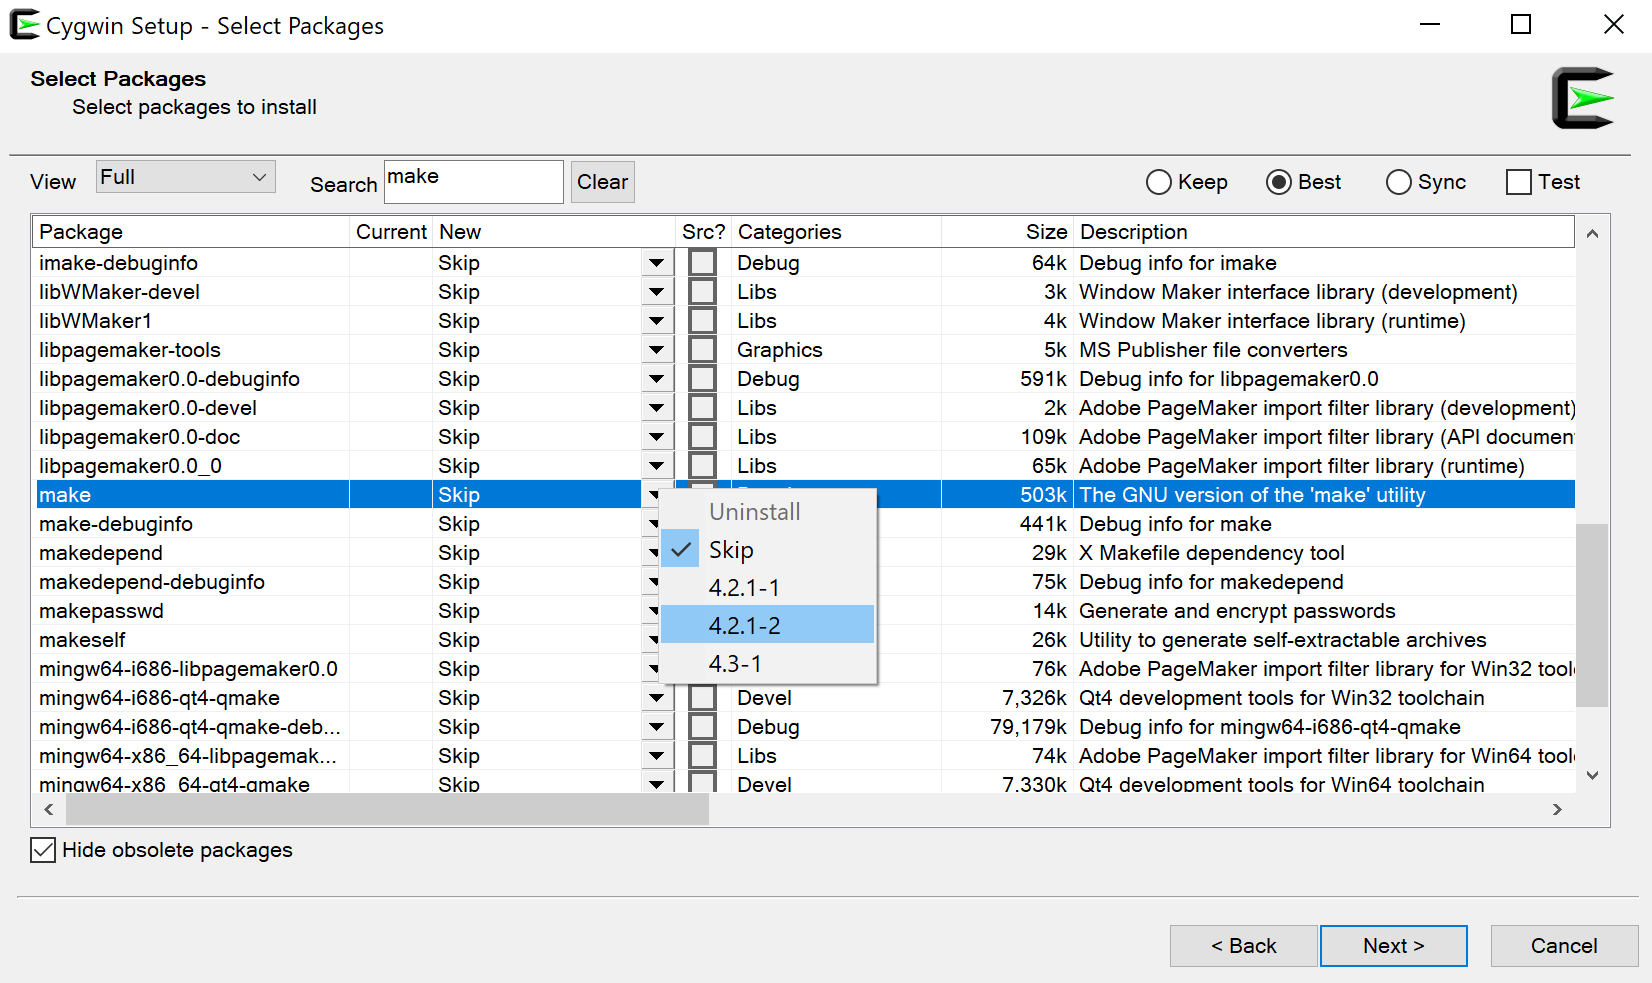 Cygwin Setup - Select Packages
Select Packages
Select packages to install
View Full Search make Clear Keep Best Sync Test
Package Current New Src? Categories Size Description
imake-debuginfo Skip Debug 64k Debug info for imake
libWMaker-devel Skip Libs 3k Window Maker interface library (development)
libWMaker1 Skip Libs 4k Window Maker interface library (runtime)
libpagemaker-tools Skip Graphics 5k MS Publisher file converters
libpagemaker0.0-debuginfo Skip Debug 591k Debug info for libpagemaker0.0
libpagemaker0.0-devel Skip Libs 2k Adobe PageMaker import filter library (development)
libpagemaker0.0-doc Skip Libs 109k Adobe PageMaker import filter library (API documen
libpagemaker0.0_0 Skip Libs 65k Adobe PageMaker import filter library (runtime)
make Skip 503k The GNU version of the 'make' utility
make-debuginfo Skip 441k Debug info for make
makedepend Skip 29k X Makefile dependency tool
makedepend-debuginfo Skip 75k Debug info for makedepend
makepasswd Skip 14k Generate and encrypt passwords
makeself Skip 26k Utility to generate self-extractable archives
mingw64-i686-libpagemaker0.0 Skip 76k Adobe PageMaker import filter library for Win32 tool
mingw64-i686-qt4-qmake Skip Devel 7,326k Qt4 development tools for Win32 toolchain
mingw64-i686-qt4-qmake-deb... Skip Debug 79,179k Debug info for mingw64-i686-qt4-qmake
mingw64-x86_64-libpagemak... Skip Libs 74k Adobe PageMaker import filter library for Win64 tool
mingw64-x86_64-qt4-qmake Skip Devel 7,330k Qt4 development tools for Win64 toolchain
Uninstall
Skip
4.2.1-1
4.2.1-2
4.3-1
Hide obsolete packages
< Back Next > Cancel